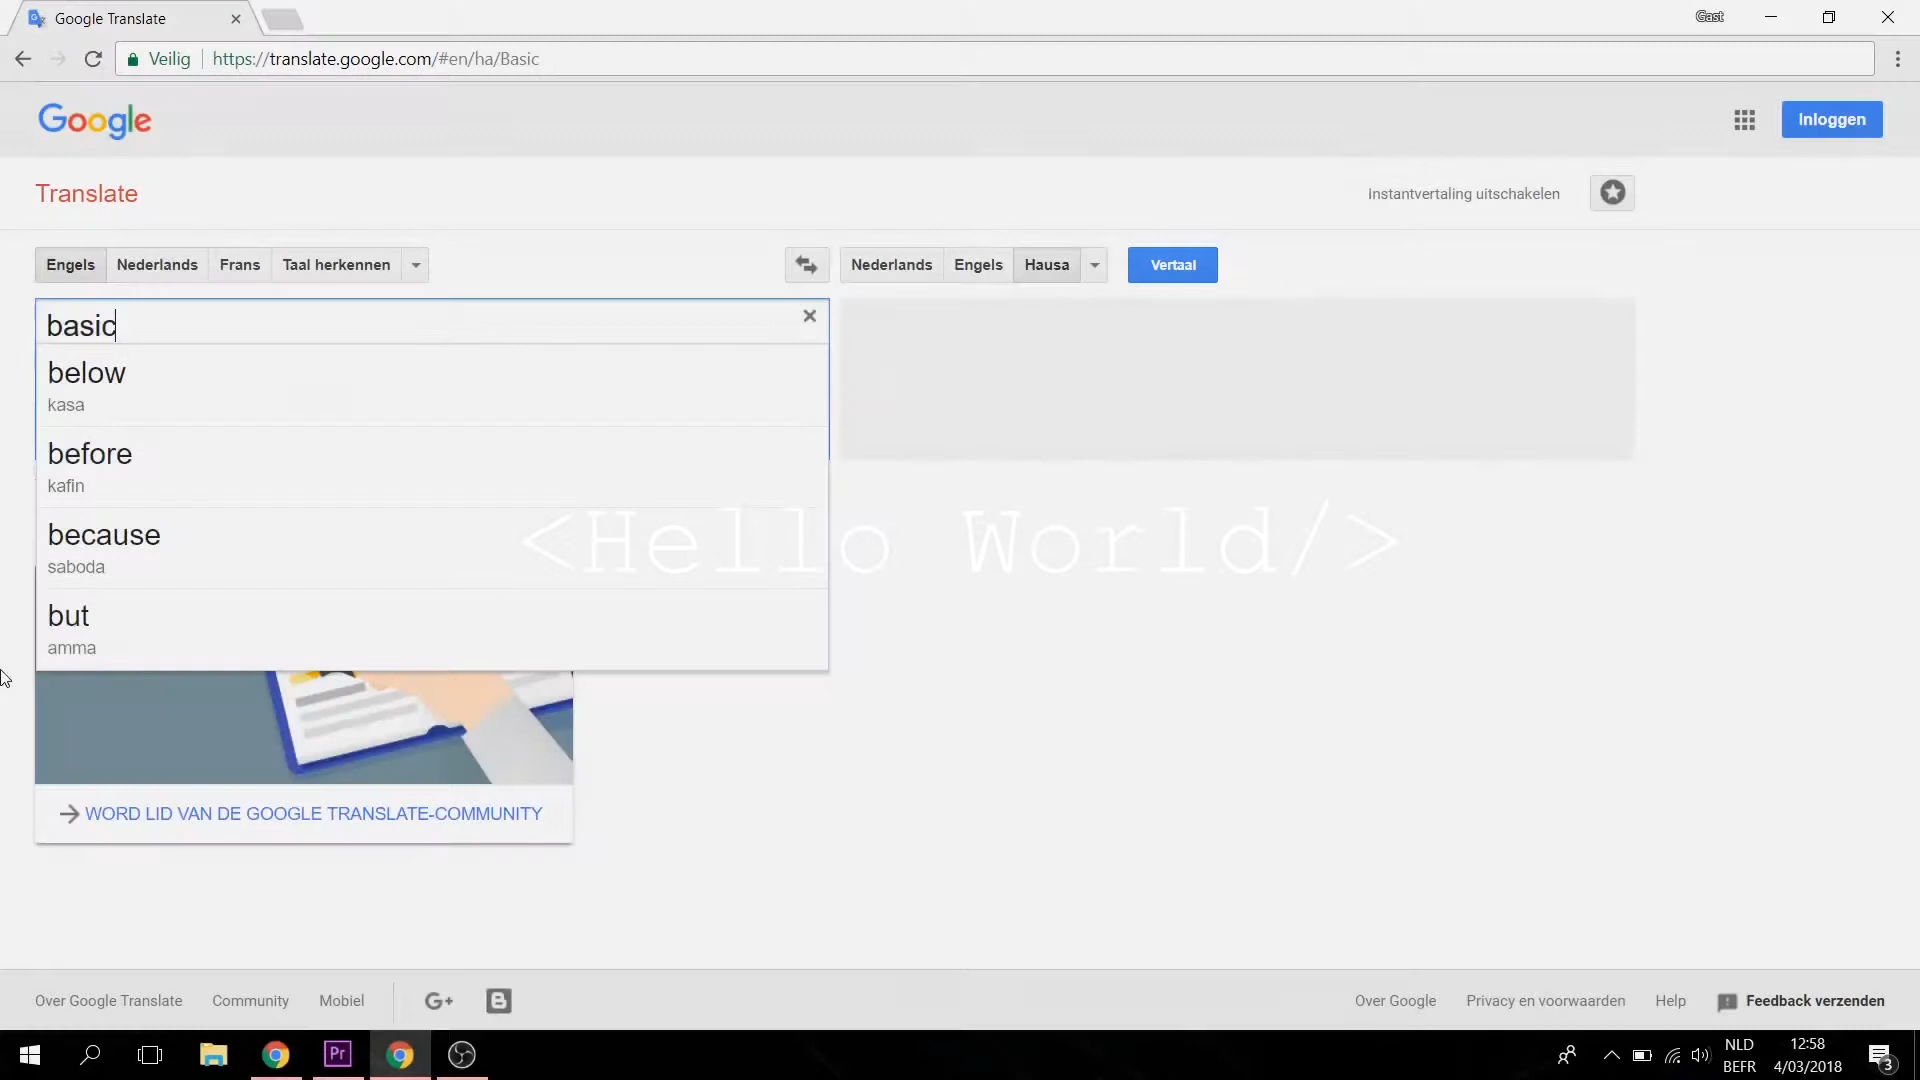 Google Translate
Gast
Veilig
https://translate.google.com/#en/ha/Basic
Google
Inloggen
Translate
Instantvertaling uitschakelen
Engels
Nederlands
Frans
Taal herkennen
Nederlands
Engels
Hausa
Vertaal
basic
below
kasa
before
kafin
because
saboda
but
amma
<Hello World/>
WORD LID VAN DE GOOGLE TRANSLATE-COMMUNITY
Over Google Translate
Community
Mobiel
G+
Over Google
Privacy en voorwaarden
Help
Feedback verzenden
Pr
NLD
BEFR
12:58
4/03/2018
3